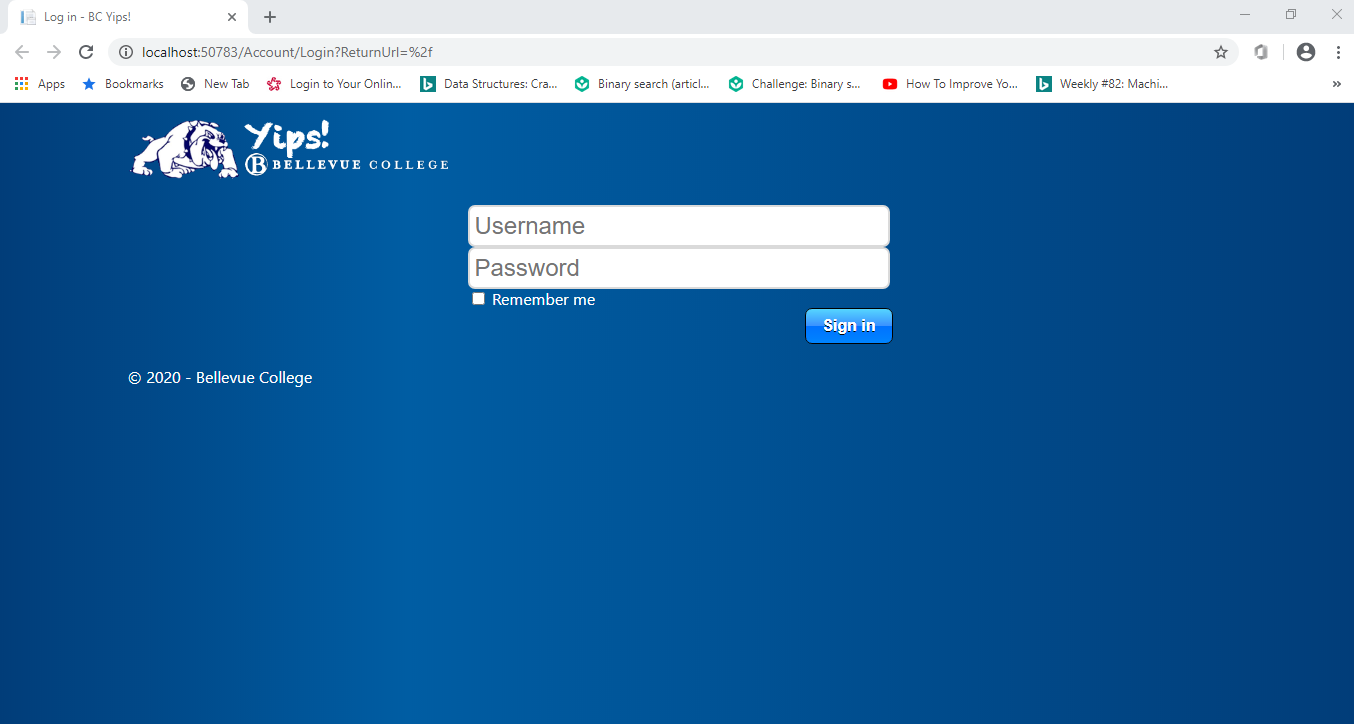 Log in - BC Yips!
localhost:50783/Account/Login?ReturnUrl=%2f
Apps Bookmarks New Tab Login to Your Onlin... Data Structures: Cra... Binary search (articl... Challenge: Binary s... How To Improve Yo... Weekly #82: Machi... »
Yips!
B BELLEVUE COLLEGE
Username
Password
Remember me
Sign in
© 2020 - Bellevue College